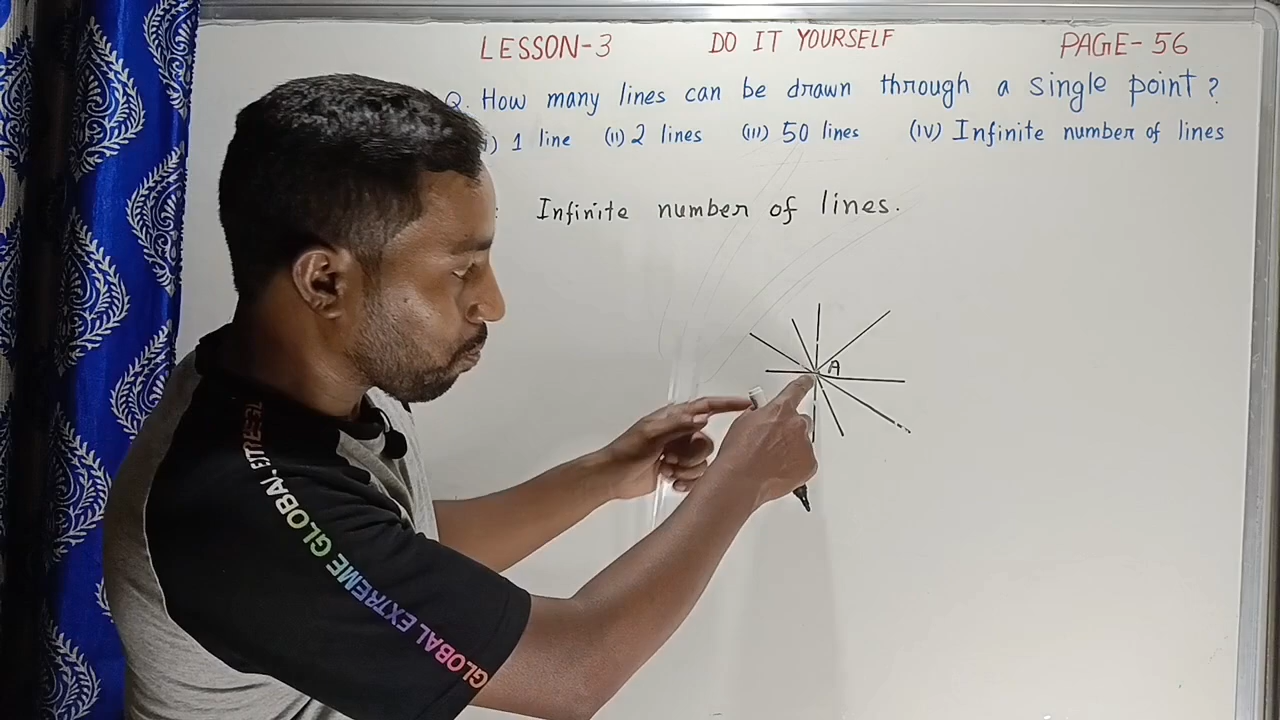 LESSON-3 DO IT YOURSELF PAGE-56
Q. How many lines can be drawn through a single point?
) 1 line (ii) 2 lines (iii) 50 lines (iv) Infinite number of lines
: Infinite number of lines.
A
GLOBAL EXTREME GLOBAL EXTREME GLOBAL